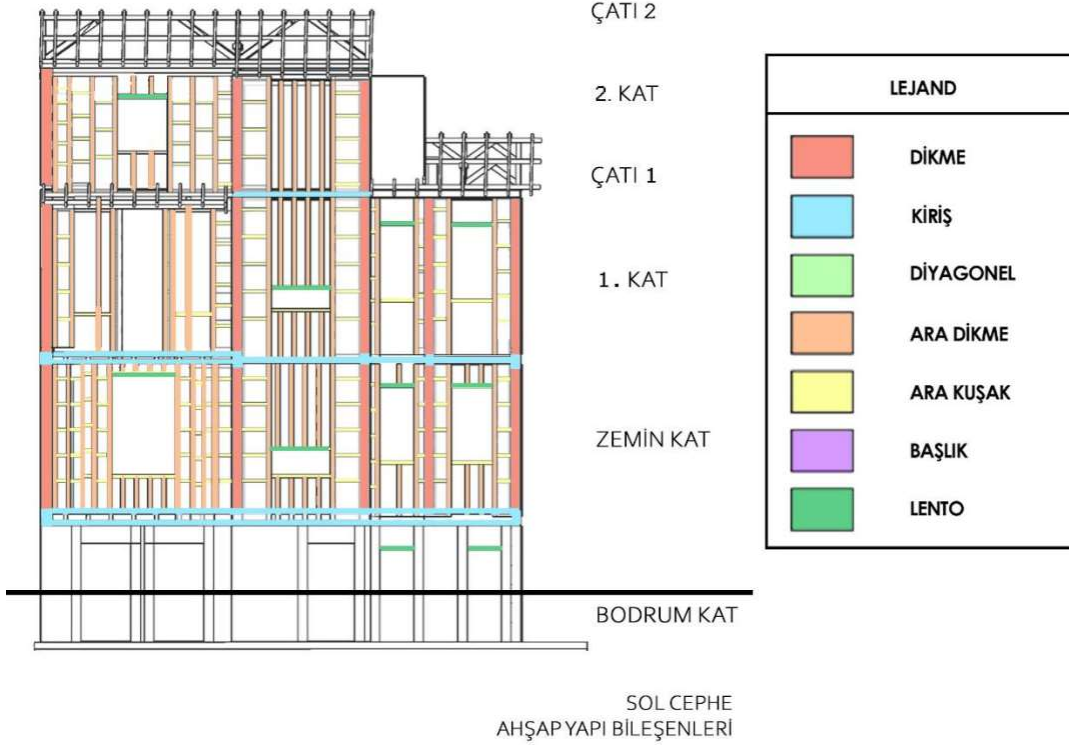 ÇATI 2
2. KAT
ÇATI 1
1. KAT
ZEMİN KAT
BODRUM KAT
SOL CEPHE
AHŞAP YAPI BİLEŞENLERİ
LEJAND
DİKME
KİRİŞ
DİYAGONEL
ARA DİKME
ARA KUŞAK
BAŞLIK
LENTO